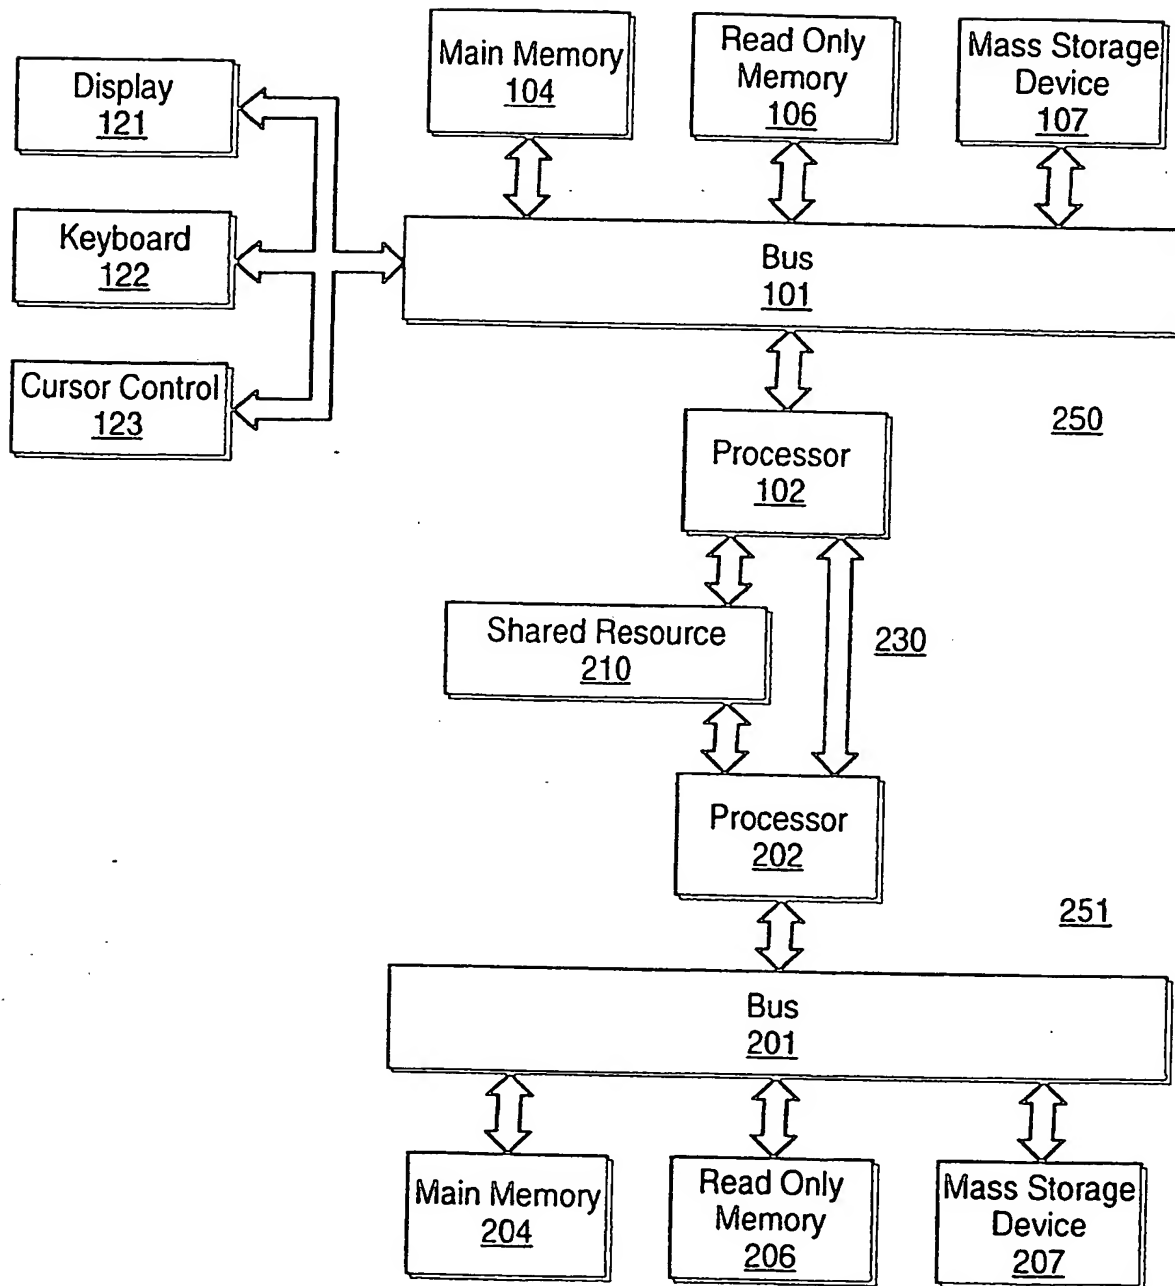 Main Memory
104
Read Only
Memory
106
Mass Storage
Device
107
Display
121
Keyboard
122
Cursor Control
123
Bus
101
250
Processor
102
Shared Resource
210
230
Processor
202
251
Bus
201
Main Memory
204
Read Only
Memory
206
Mass Storage
Device
207